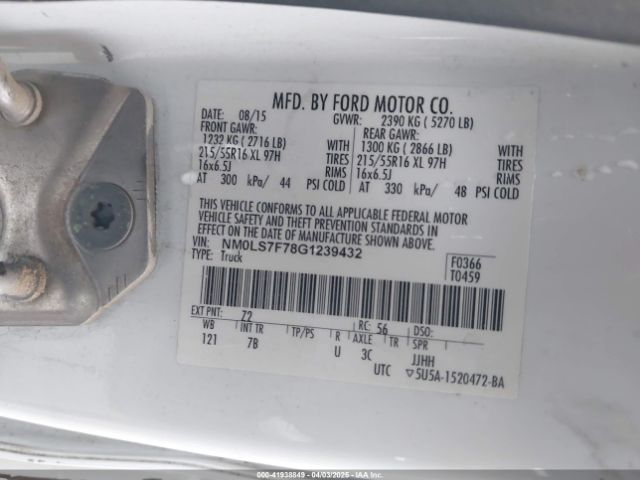 MFD. BY FORD MOTOR CO.
DATE: 08/15 GVWR: 2390 KG ( 5270 LB)
FRONT GAWR: REAR GAWR:
1232 KG ( 2716 LB) WITH 1300 KG ( 2866 LB) WITH
215/55R16 XL 97H TIRES 215/55R16 XL 97H TIRES
16x6.5J RIMS 16x6.5J RIMS
AT 300 kPa/ 44 PSI COLD AT 330 kPa/ 48 PSI COLD
THIS VEHICLE CONFORMS TO ALL APPLICABLE FEDERAL MOTOR
VEHICLE SAFETY AND THEFT PREVENTION STANDARDS IN
EFFECT ON THE DATE OF MANUFACTURE SHOWN ABOVE.
VIN: NM0LS7F78G1239432
TYPE: Truck
F0366
T0459
EXT PNT: Z2 RC: 56 DSO:
WB INT TR TP/PS R AXLE TR SPR
121 7B U 3C JJHH
UTC ▽5U5A-1520472-BA
000-41938849 04/03/2025 IAAI.COM